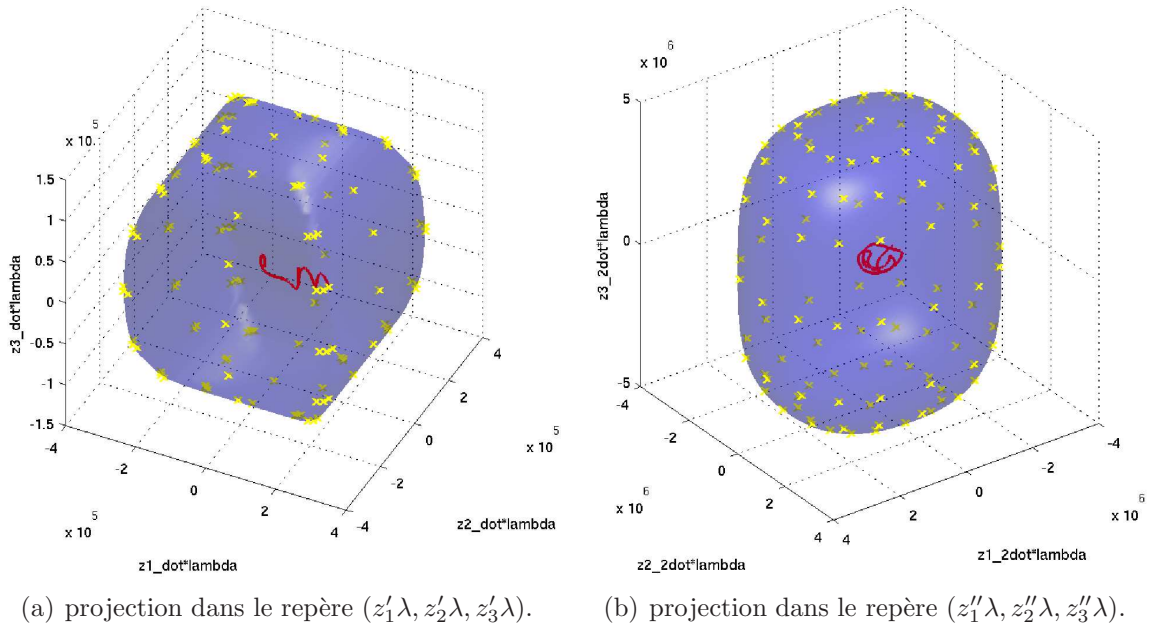 x 10^5
1.5
1
0.5
0
-0.5
-1
-1.5
z3_dot*lambda
-4
-2
0
2
4
x 10^5
z1_dot*lambda
-4
-2
0
2
4
x 10^5
z2_dot*lambda
x 10^6
5
0
-5
z3_2dot*lambda
-4
-2
0
2
4
x 10^6
z2_2dot*lambda
4
2
0
-2
-4
x 10^6
z1_2dot*lambda
(a) projection dans le repère (z′₁λ, z′₂λ, z′₃λ).
(b) projection dans le repère (z″₁λ, z″₂λ, z″₃λ).